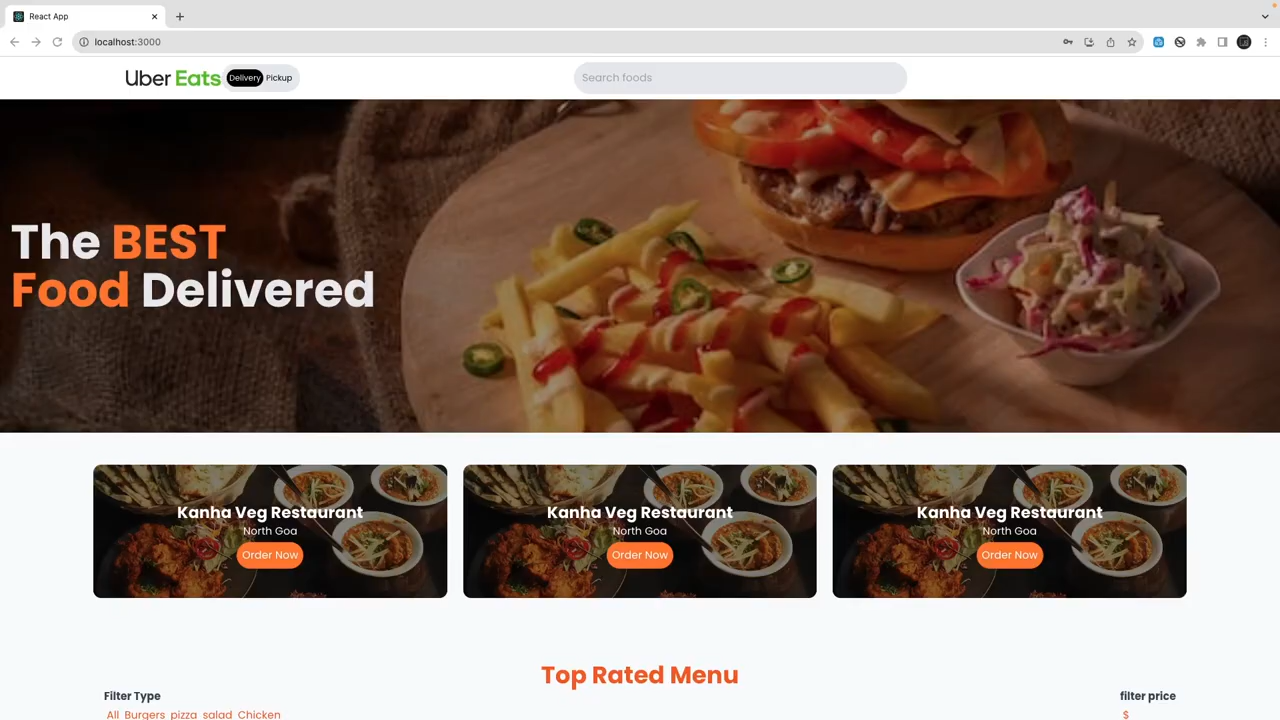 React App
localhost:3000
Uber Eats
Delivery Pickup
Search foods
The BEST
Food Delivered
Kanha Veg Restaurant
North Goa
Order Now
Kanha Veg Restaurant
North Goa
Order Now
Kanha Veg Restaurant
North Goa
Order Now
Top Rated Menu
Filter Type
filter price
All Burgers pizza salad Chicken
$